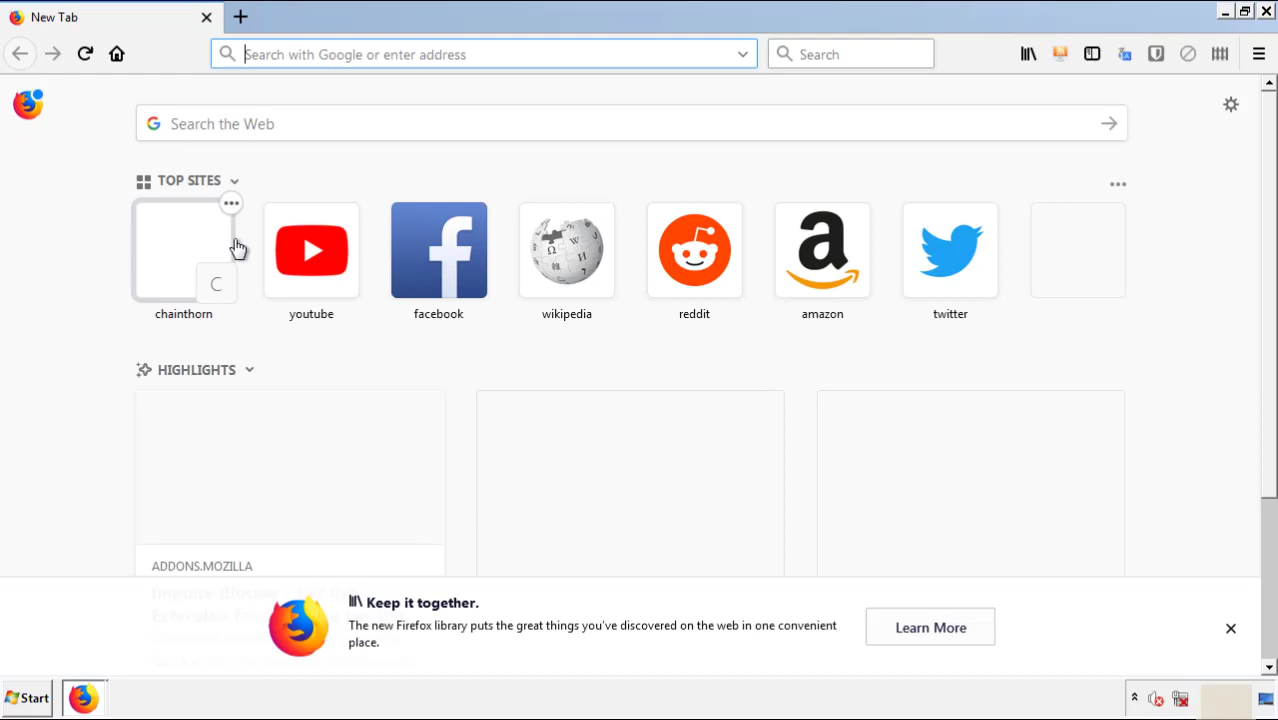 New Tab
Search with Google or enter address
Search
Search the Web
TOP SITES
C
chainthorn
youtube
facebook
wikipedia
reddit
amazon
twitter
HIGHLIGHTS
ADDONS.MOZILLA
Keep it together.
The new Firefox library puts the great things you've discovered on the web in one convenient
place.
Learn More
Start